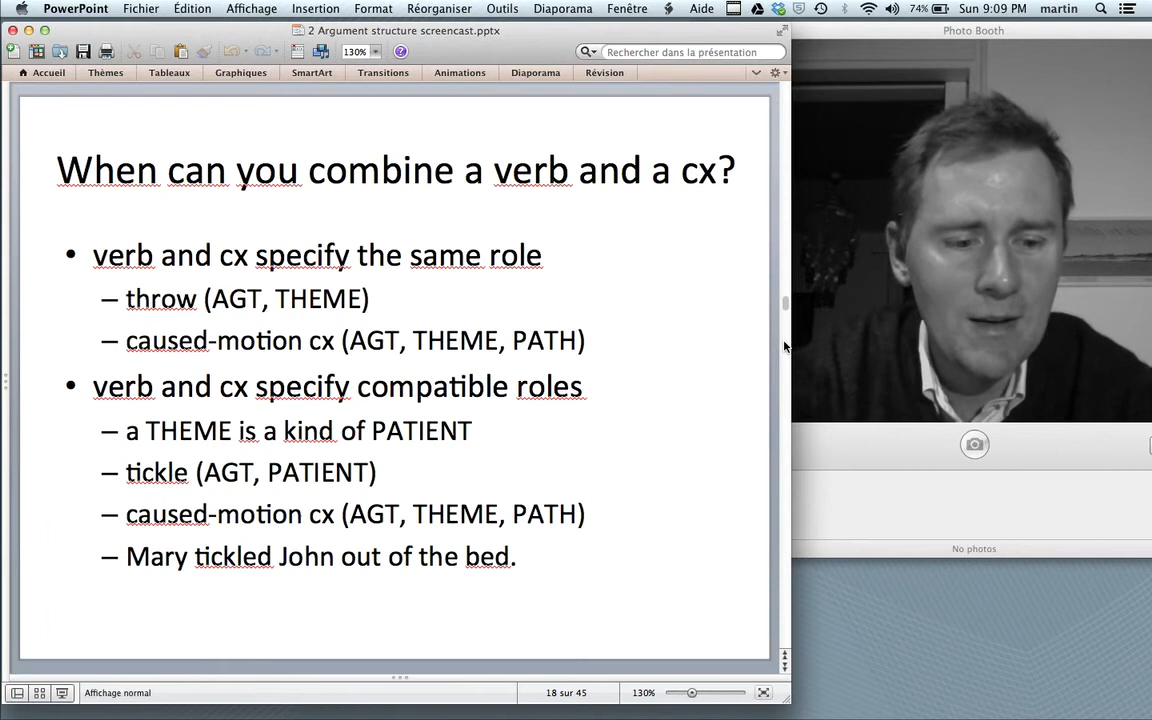 PowerPoint Fichier Édition Affichage Insertion Format Réorganiser Outils Diaporama Fenêtre Aide 74% Sun 9:09 PM martin
2 Argument structure screencast.pptx
Photo Booth
130%
Rechercher dans la présentation
Accueil Thèmes Tableaux Graphiques SmartArt Transitions Animations Diaporama Révision
When can you combine a verb and a cx?
• verb and cx specify the same role
– throw (AGT, THEME)
– caused-motion cx (AGT, THEME, PATH)
• verb and cx specify compatible roles
– a THEME is a kind of PATIENT
– tickle (AGT, PATIENT)
– caused-motion cx (AGT, THEME, PATH)
– Mary tickled John out of the bed.
No photos
Affichage normal
18 sur 45
130%